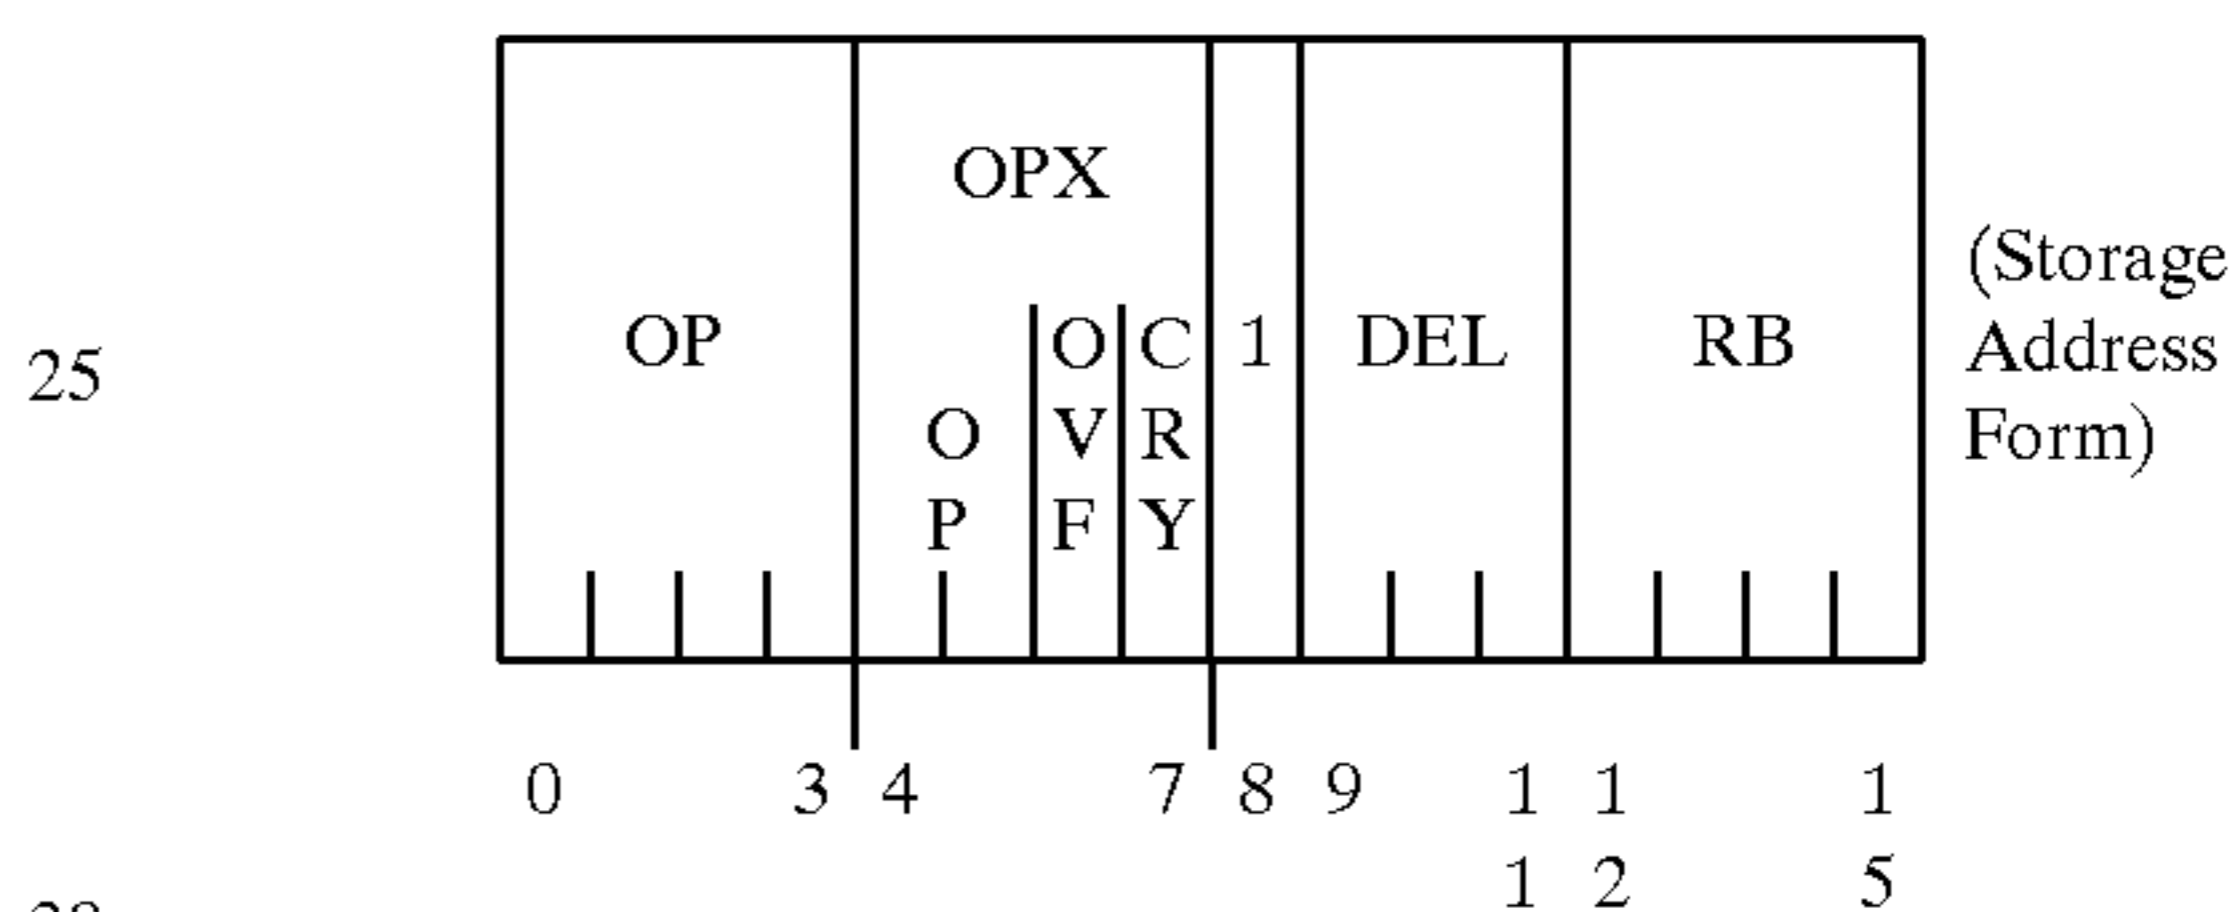 OPX
(Storage
25 OP O C 1 DEL RB Address
O V R Form)
P F Y
0 3 4 7 8 9 1 1 1
1 2 5